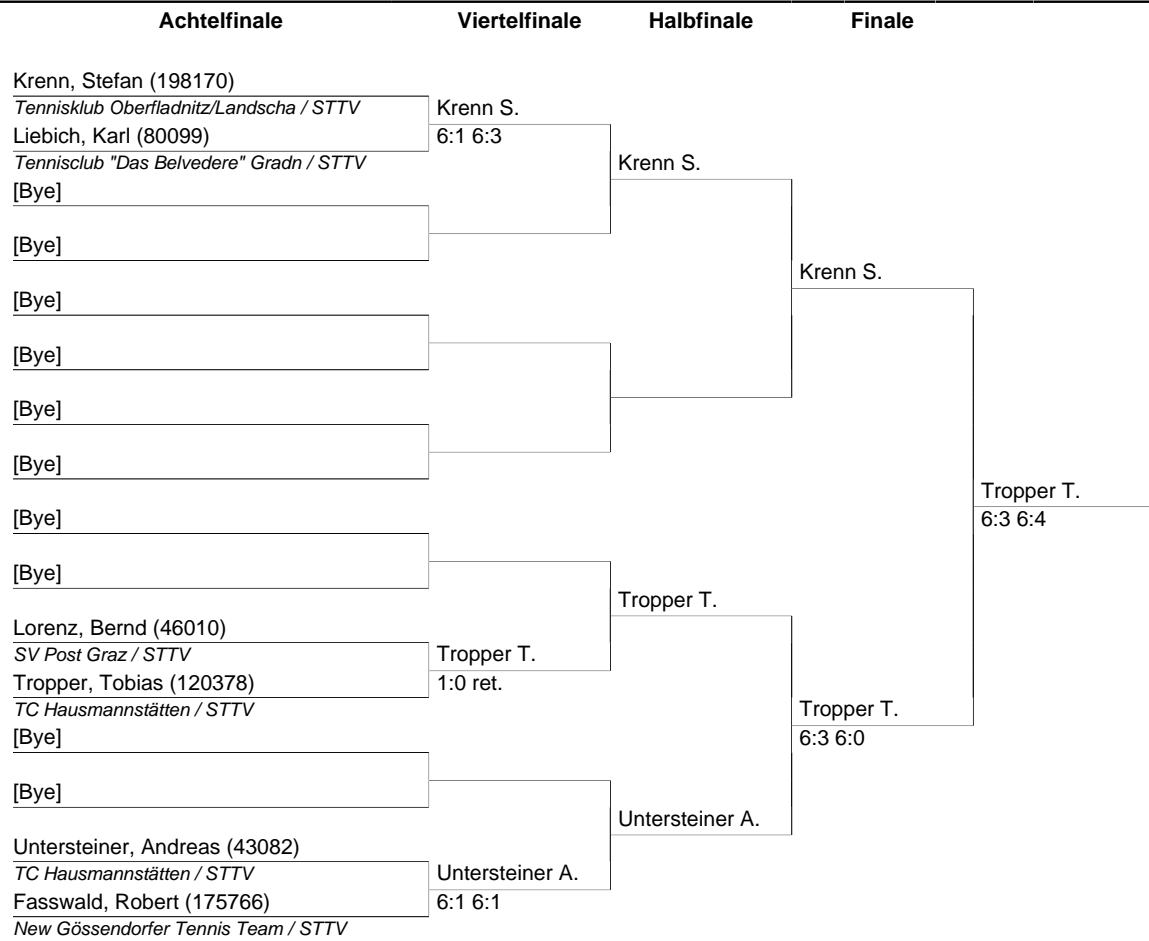 Achtelfinale Viertelfinale Halbfinale Finale
Krenn, Stefan (198170)
Tennisklub Oberfladnitz/Landscha / STTV
Krenn S.
Liebich, Karl (80099)
6:1 6:3
Tennisclub "Das Belvedere" Gradn / STTV
Krenn S.
[Bye]
[Bye]
Krenn S.
[Bye]
[Bye]
[Bye]
[Bye]
Tropper T.
[Bye]
6:3 6:4
[Bye]
Tropper T.
Lorenz, Bernd (46010)
SV Post Graz / STTV
Tropper T.
Tropper, Tobias (120378)
1:0 ret.
TC Hausmannstätten / STTV
Tropper T.
[Bye]
6:3 6:0
[Bye]
Untersteiner A.
Untersteiner, Andreas (43082)
TC Hausmannstätten / STTV
Untersteiner A.
Fasswald, Robert (175766)
6:1 6:1
New Gössendorfer Tennis Team / STTV